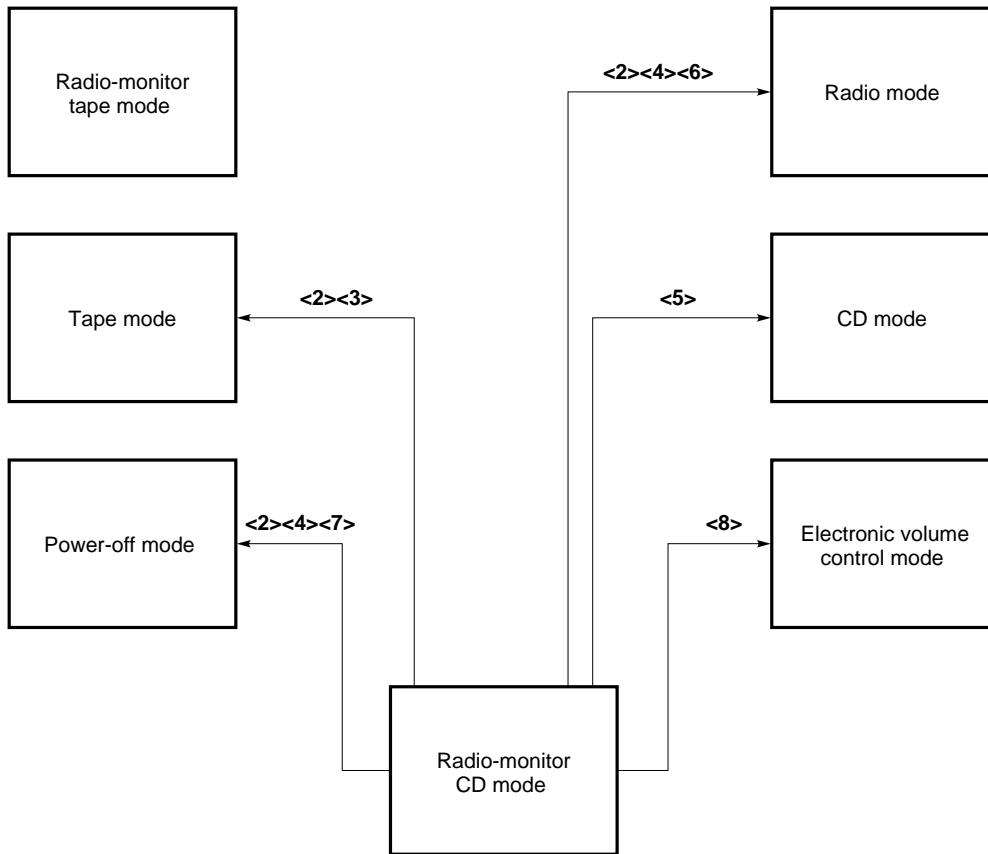 Radio-monitor
tape mode
<2><4><6>
Radio mode
Tape mode
<2><3>
<5>
CD mode
Power-off mode
<2><4><7>
<8>
Electronic volume
control mode
Radio-monitor
CD mode